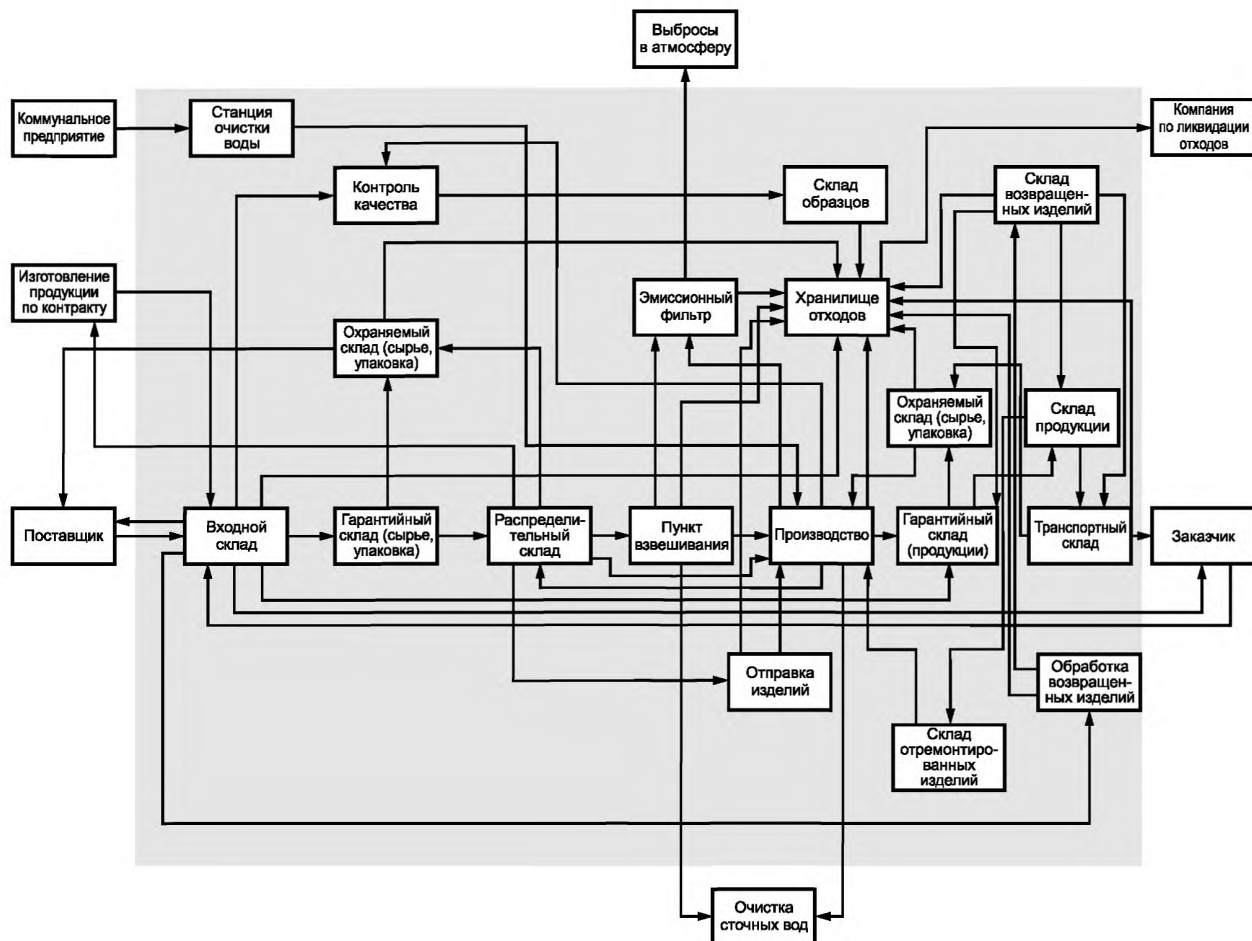 Выбросы
в атмосферу
Коммунальное
предприятие
Станция
очистки
воды
Компания
по ликвидации
отходов
Контроль
качества
Склад
образцов
Склад
возвращен-
ных изделий
Изготовление
продукции
по контракту
Эмиссионный
фильтр
Хранилище
отходов
Охраняемый
склад (сырье,
упаковка)
Охраняемый
склад (сырье,
упаковка)
Склад
продукции
Поставщик
Входной
склад
Гарантийный
склад (сырье,
упаковка)
Распредели-
тельный
склад
Пункт
взвешивания
Производство
Гарантийный
склад
(продукции)
Транспортный
склад
Заказчик
Отправка
изделий
Обработка
возвращен-
ных изделий
Склад
отремонтиро-
ванных
изделий
Очистка
сточных вод